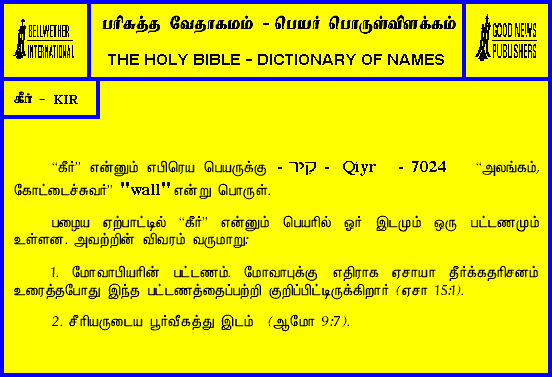 BELLWETHER
INTERNATIONAL
பரிசுத்த வேதாகமம் - பெயர் பொருள்விளக்கம்
THE HOLY BIBLE - DICTIONARY OF NAMES
GOOD NEWS
PUBLISHERS
கீர் - KIR
“கீர்” என்னும் எபிரெய பெயருக்கு - קיר - Qiyr - 7024 “அலங்கம்,
கோட்டைச்சுவர்” "wall" என்று பொருள்.
பழைய ஏற்பாட்டில் “கீர்” என்னும் பெயரில் ஓர் இடமும் ஒரு பட்டணமும்
உள்ளன. அவற்றின் விவரம் வருமாறு:
1. மோவாபியரின் பட்டணம். மோவாபுக்கு எதிராக ஏசாயா தீர்க்கதரிசனம்
உரைத்தபோது இந்த பட்டணத்தைப்பற்றி குறிப்பிட்டிருக்கிறார் (ஏசா 15:1).
2. சீரியருடைய பூர்வீகத்து இடம் (ஆமோ 9:7).